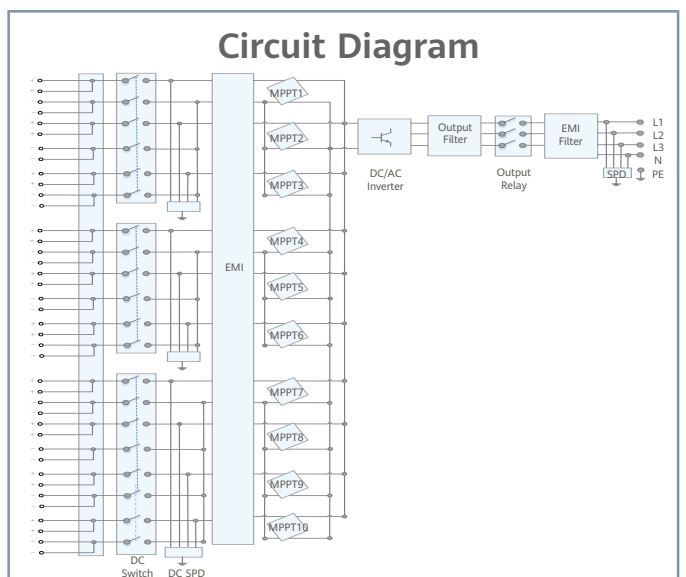 Circuit Diagram
MPPT1
MPPT2
MPPT3
MPPT4
MPPT5
MPPT6
MPPT7
MPPT8
MPPT9
MPPT10
EMI
DC
Switch
DC SPD
DC/AC
Inverter
Output
Filter
Output
Relay
EMI
Filter
SPD
L1
L2
L3
N
PE